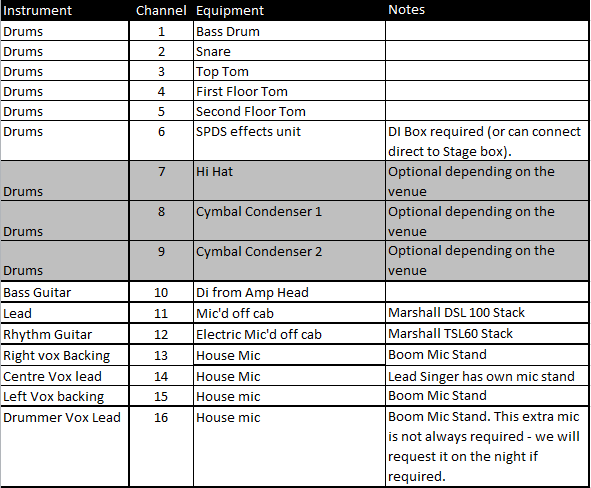 Instrument Channel Equipment Notes
Drums 1 Bass Drum
Drums 2 Snare
Drums 3 Top Tom
Drums 4 First Floor Tom
Drums 5 Second Floor Tom
Drums 6 SPDS effects unit DI Box required (or can connect
direct to Stage box).
Drums 7 Hi Hat Optional depending on the
venue
Drums 8 Cymbal Condenser 1 Optional depending on the
venue
Drums 9 Cymbal Condenser 2 Optional depending on the
venue
Bass Guitar 10 Di from Amp Head
Lead 11 Mic'd off cab Marshall DSL 100 Stack
Rhythm Guitar 12 Electric Mic'd off cab Marshall TSL60 Stack
Right vox Backing 13 House Mic Boom Mic Stand
Centre Vox lead 14 House Mic Lead Singer has own mic stand
Left Vox backing 15 House Mic Boom Mic Stand
Drummer Vox Lead 16 House mic Boom Mic Stand. This extra mic
is not always required - we will
request it on the night if
required.